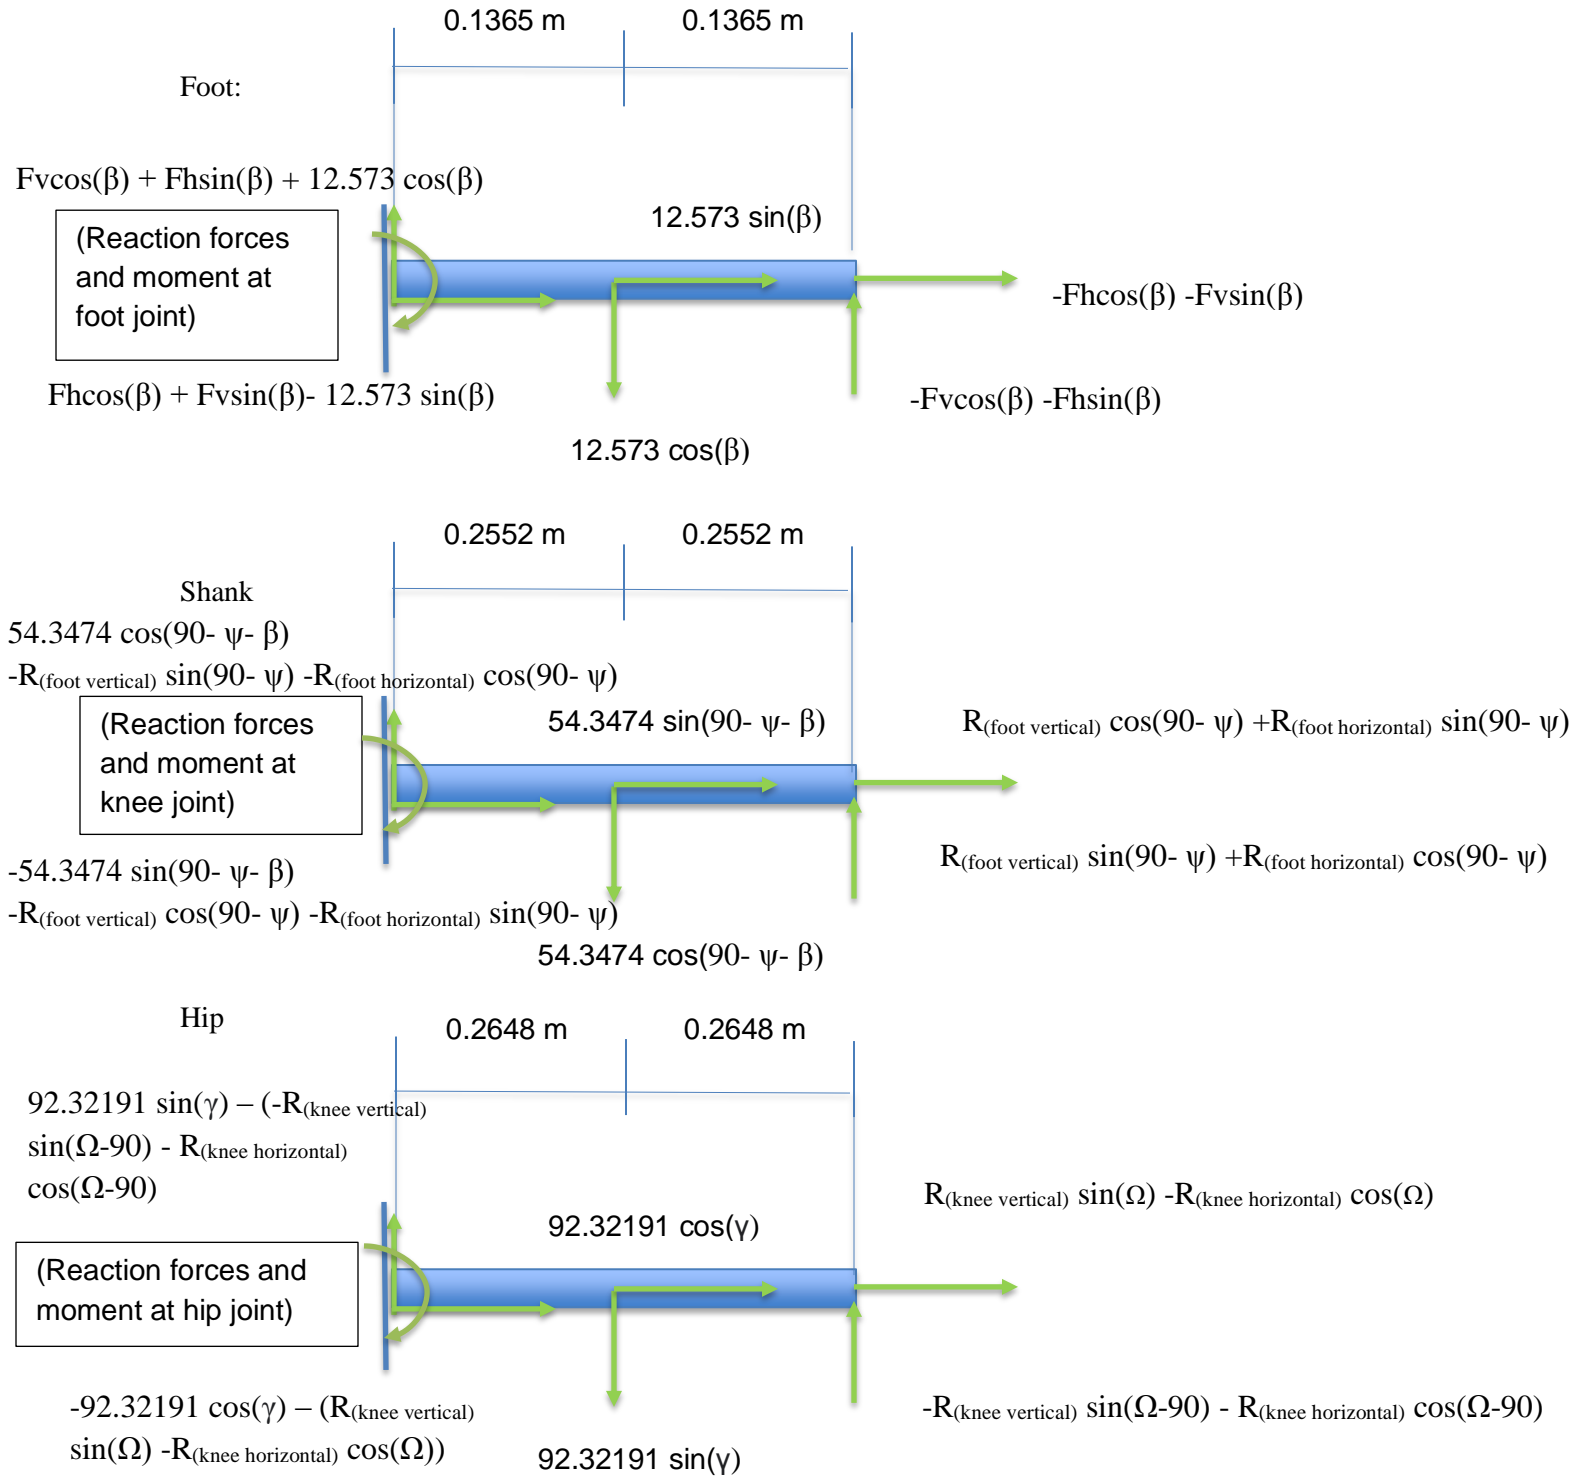 0.1365 m 0.1365 m
Foot:
Fvcos(β) + Fhsin(β) + 12.573 cos(β)
(Reaction forces
and moment at
foot joint)
12.573 sin(β)
-Fhcos(β) -Fvsin(β)
Fhcos(β) + Fvsin(β)- 12.573 sin(β)
-Fvcos(β) -Fhsin(β)
12.573 cos(β)
0.2552 m 0.2552 m
Shank
54.3474 cos(90- ψ- β)
-R(foot vertical) sin(90- ψ) -R(foot horizontal) cos(90- ψ)
(Reaction forces
and moment at
knee joint)
54.3474 sin(90- ψ- β)
R(foot vertical) cos(90- ψ) +R(foot horizontal) sin(90- ψ)
R(foot vertical) sin(90- ψ) +R(foot horizontal) cos(90- ψ)
-54.3474 sin(90- ψ- β)
-R(foot vertical) cos(90- ψ) -R(foot horizontal) sin(90- ψ)
54.3474 cos(90- ψ- β)
Hip
0.2648 m 0.2648 m
92.32191 sin(γ) – (-R(knee vertical)
sin(Ω-90) - R(knee horizontal)
cos(Ω-90)
R(knee vertical) sin(Ω) -R(knee horizontal) cos(Ω)
92.32191 cos(γ)
(Reaction forces and
moment at hip joint)
-92.32191 cos(γ) – (R(knee vertical)
sin(Ω) -R(knee horizontal) cos(Ω))
-R(knee vertical) sin(Ω-90) - R(knee horizontal) cos(Ω-90)
92.32191 sin(γ)